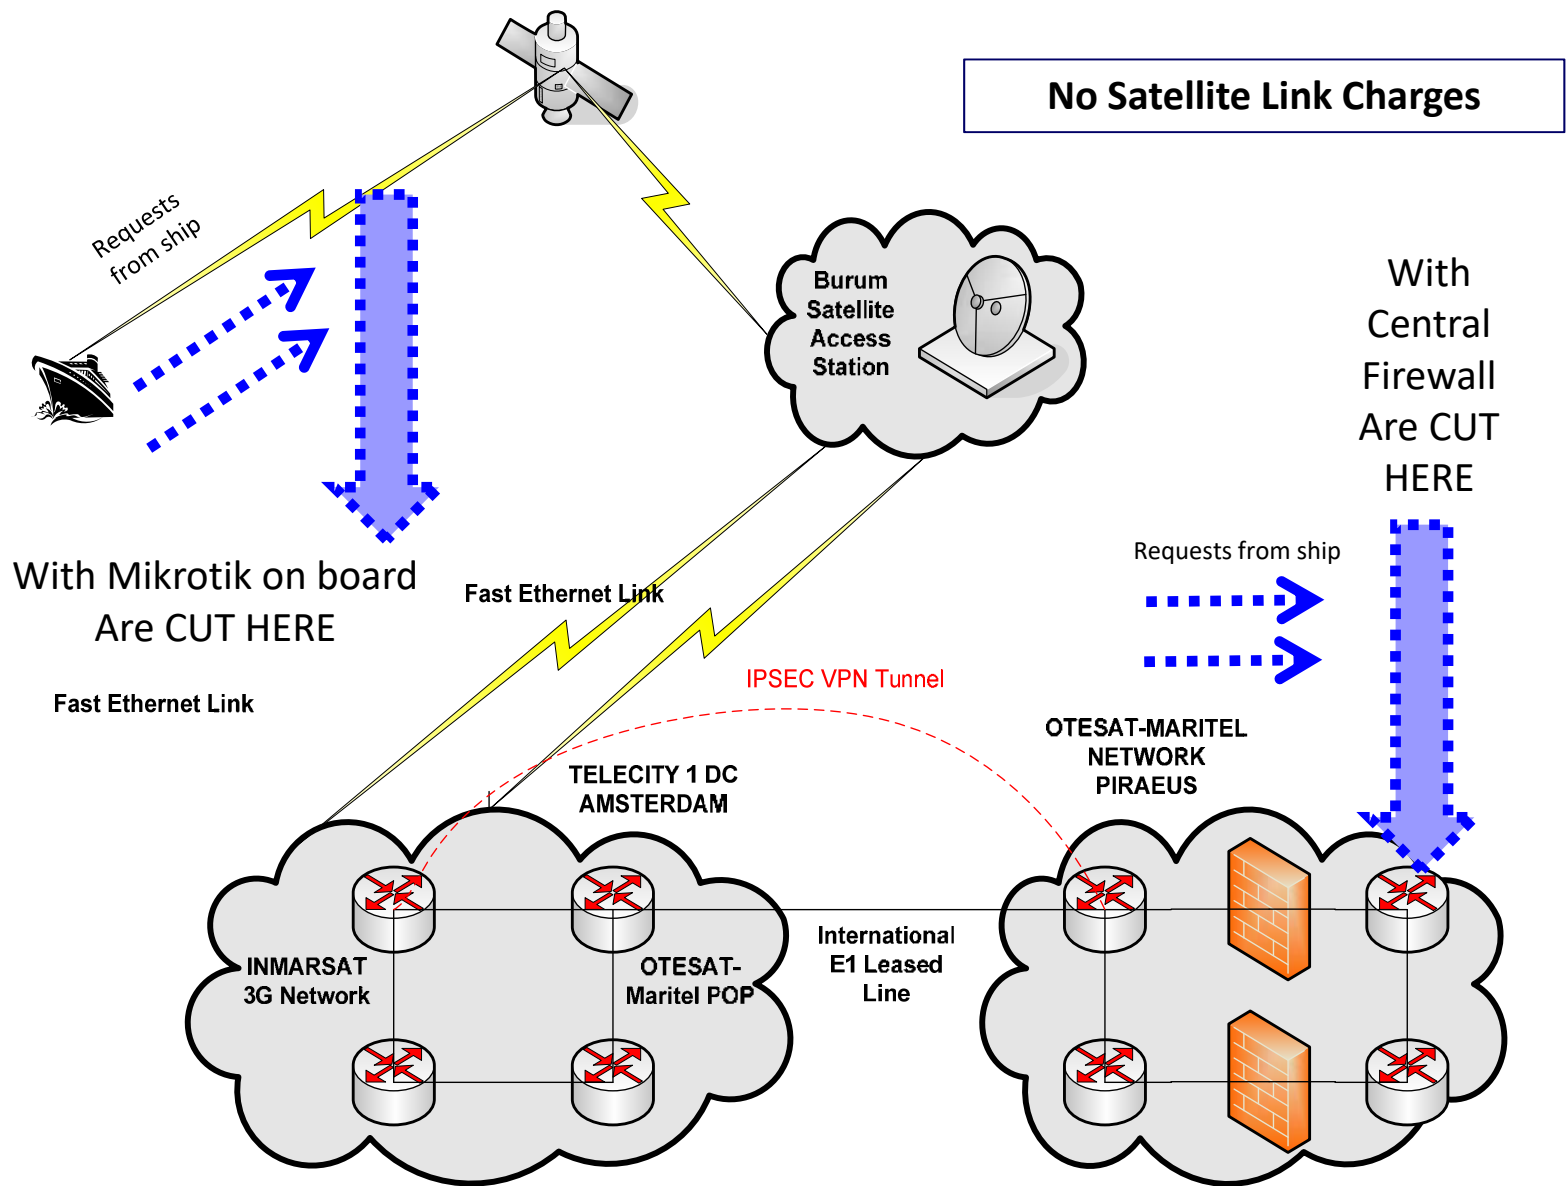 No Satellite Link Charges
Requests
from ship
Burum
Satellite
Access
Station
With
Central
Firewall
Are CUT
HERE
With Mikrotik on board
Are CUT HERE
Requests from ship
Fast Ethernet Link
Fast Ethernet Link
IPSEC VPN Tunnel
TELECITY 1 DC
AMSTERDAM
OTESAT-MARITEL
NETWORK
PIRAEUS
INMARSAT
3G Network
OTESAT-
Maritel POP
International
E1 Leased
Line